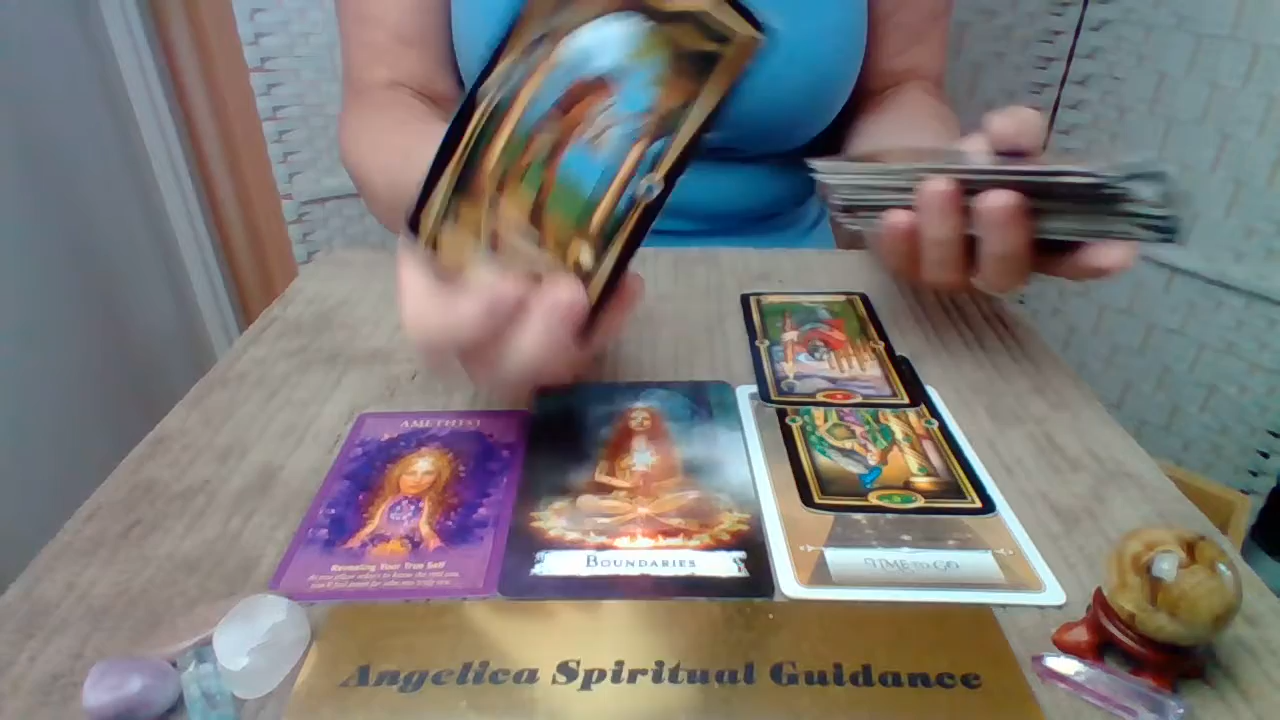 AMETHYST
Revealing Your True Self
BOUNDARIES
TIME TO GO
Angelica Spiritual Guidance